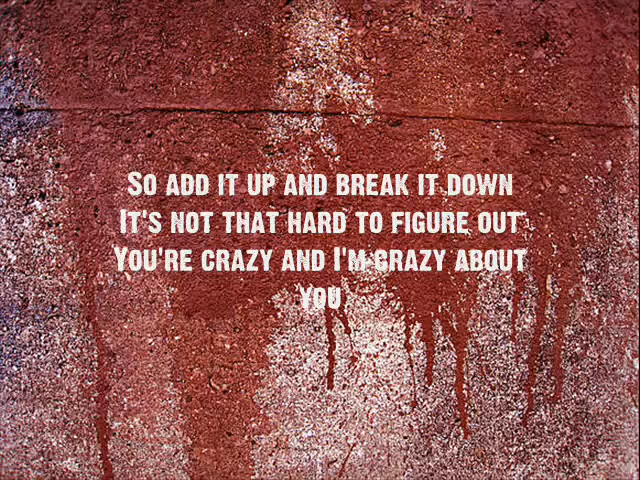 So add it up and break it down
It's not that hard to figure out
You're crazy and I'm crazy about
you